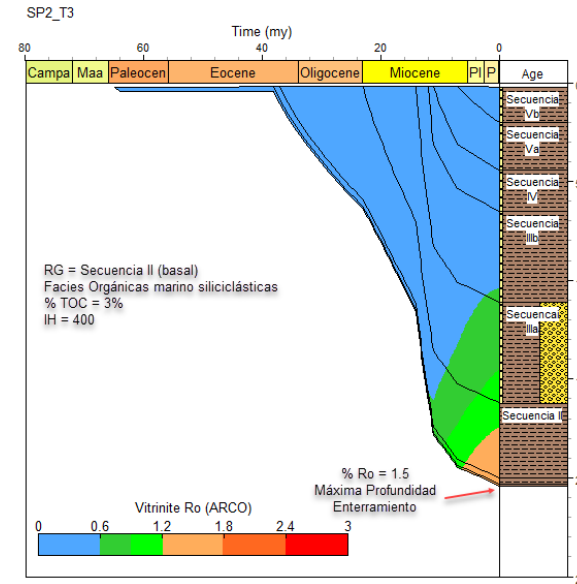 SP2_T3
Time (my)
80 60 40 20 0
Campa Maa Paleocen Eocene Oligocene Miocene Pl P Age
Secuencia
Vb
Secuencia
Va
Secuencia
IV
Secuencia
IIIb
RG = Secuencia II (basal)
Facies Orgánicas marino siliciclásticas
% TOC = 3%
IH = 400
Secuencai
IIIa
Secuencia II
% Ro = 1.5
Máxima Profundidad
Enterramiento
Vitrinite Ro (ARCO)
0 0.6 1.2 1.8 2.4 3